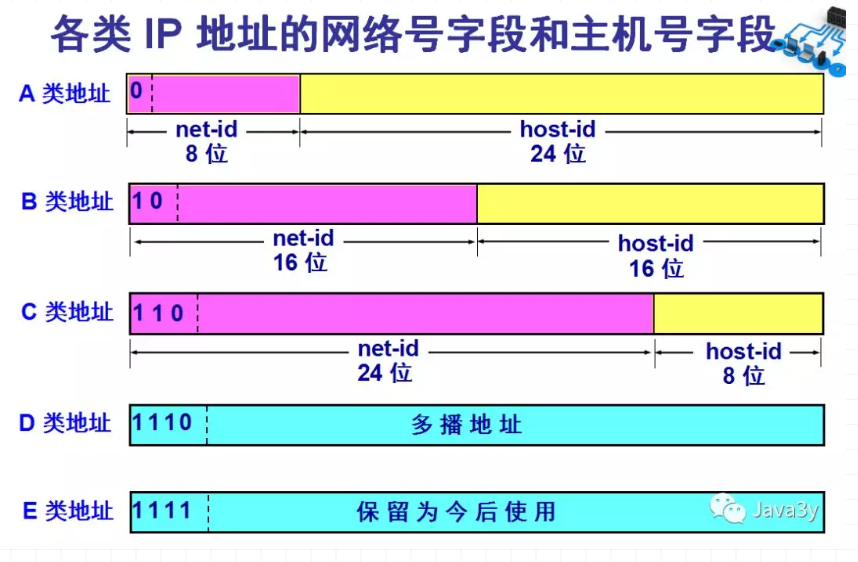 各类 IP 地址的网络号字段和主机号字段
A 类地址
0
net-id
8 位
host-id
24 位
B 类地址
1 0
net-id
16 位
host-id
16 位
C 类地址
1 1 0
net-id
24 位
host-id
8 位
D 类地址
1 1 1 0
多 播 地 址
E 类地址
1 1 1 1
保 留 为 今 后 使 用
Java3y